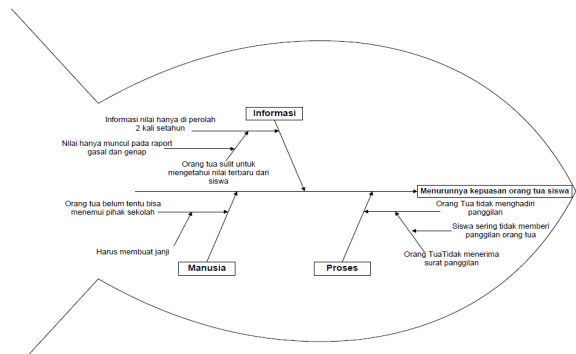 Informasi
Informasi nilai hanya di perolah
2 kali setahun
Nilai hanya muncul pada raport
gasal dan genap
Orang tua sulit untuk
mengetahui nilai terbaru dari
siswa
Menurunnya kepuasan orang tua siswa
Orang tua belum tentu bisa
menemui pihak sekolah
Harus membuat janji
Manusia
Orang Tua tidak menghadiri
panggilan
Siswa sering tidak memberi
panggilan orang tua
Orang TuaTidak menerima
surat panggilan
Proses